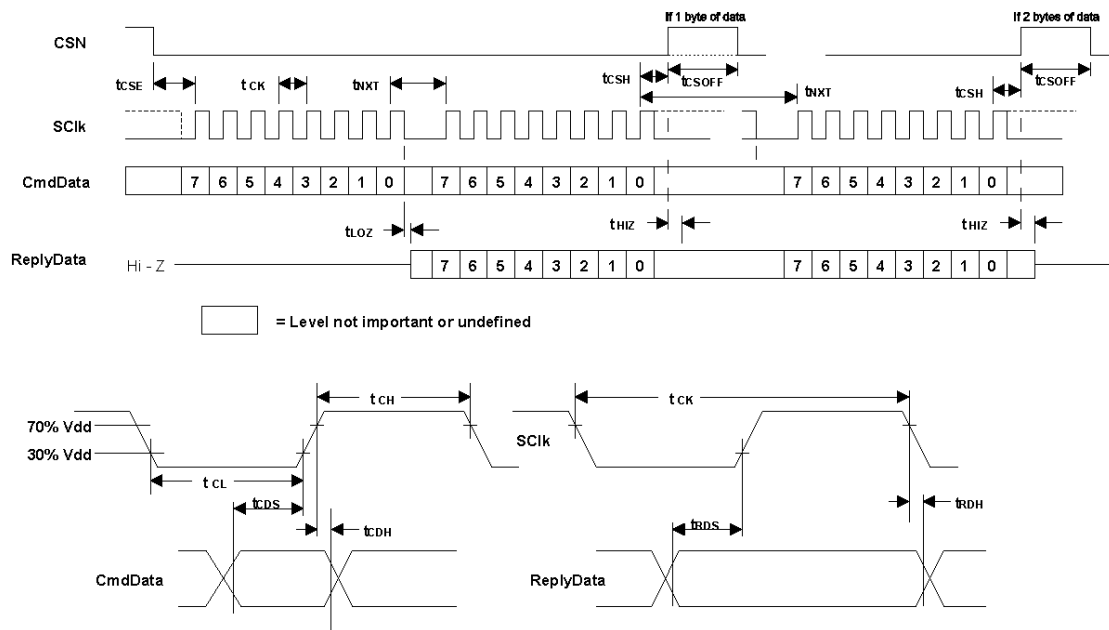 If 1 byte of data If 2 bytes of data
CSN
tCSE tCK tNXT tCSH tCSOFF tNXT tCSH tCSOFF
SClk
CmdData 7 6 5 4 3 2 1 0 7 6 5 4 3 2 1 0 7 6 5 4 3 2 1 0
tLOZ tHIZ tHIZ
ReplyData Hi - Z 7 6 5 4 3 2 1 0 7 6 5 4 3 2 1 0
= Level not important or undefined
tCH tCK
70% Vdd
SClk
30% Vdd
tCL
tCDS tCDH tRDS tRDH
CmdData ReplyData